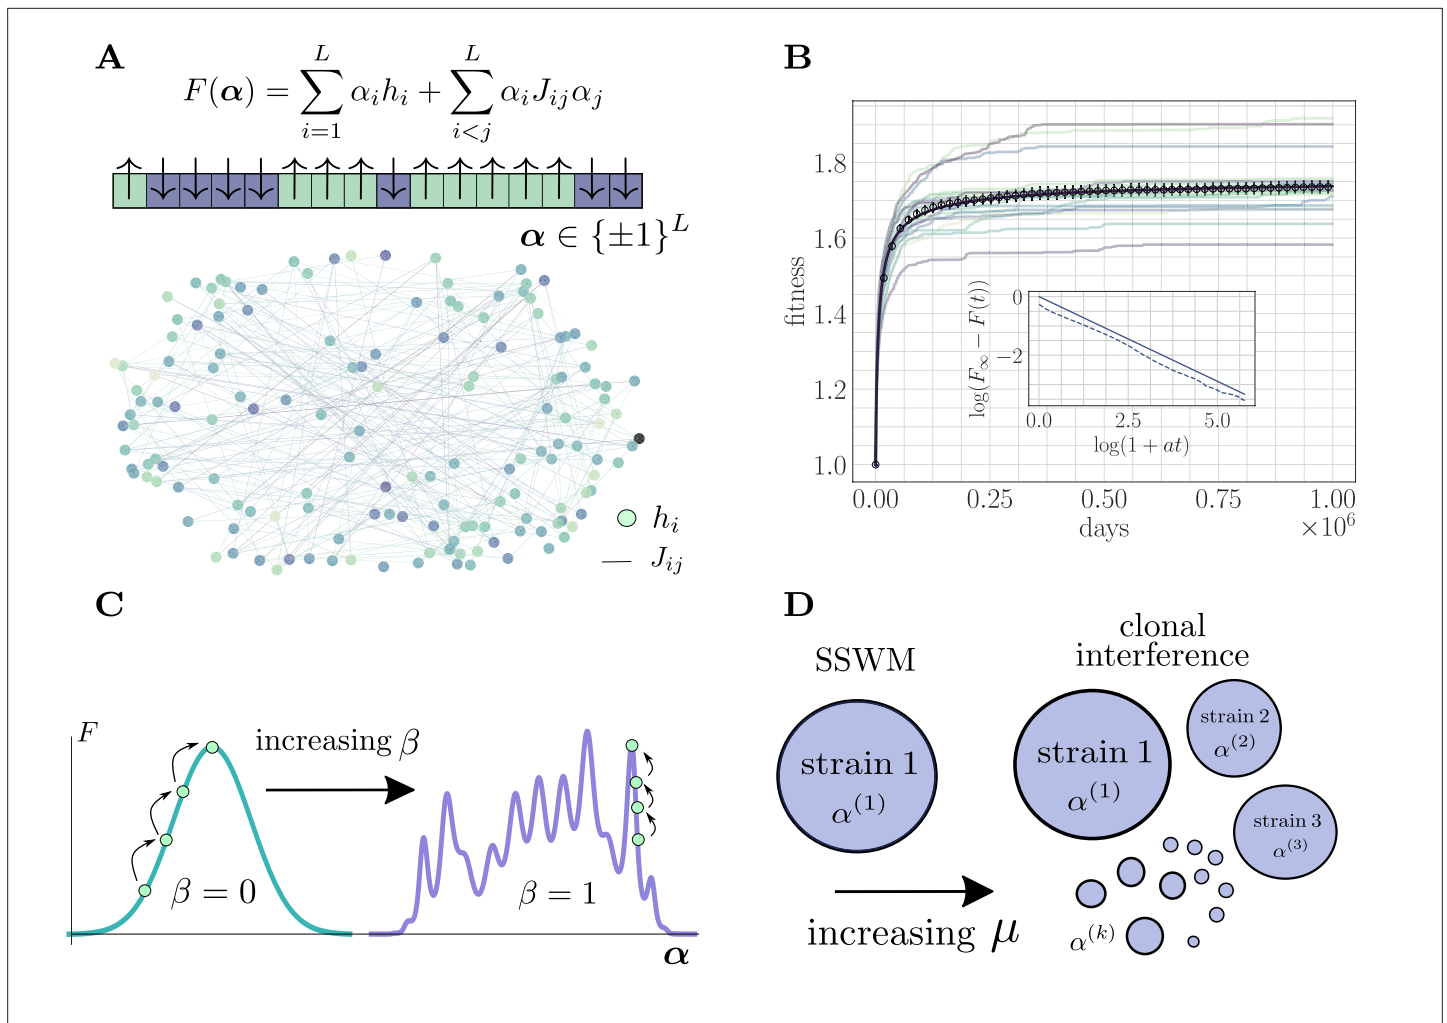 A
F(α) = ∑_{i=1}^{L} α_i h_i + ∑_{i<j}^{L} α_i J_{ij} α_j
α ∈ {±1}^L
h_i
J_{ij}
B
fitness
1.8
1.6
1.4
1.2
1.0
0.00 0.25 0.50 0.75 1.00
days
×10^6
log(F_∞ − F(t))
0
−2
0.0 2.5 5.0
log(1 + at)
C
F
increasing β
β = 0
β = 1
α
D
SSWM
clonal
interference
strain 1
α^{(1)}
strain 1
α^{(1)}
strain 2
α^{(2)}
strain 3
α^{(3)}
α^{(k)}
increasing μ